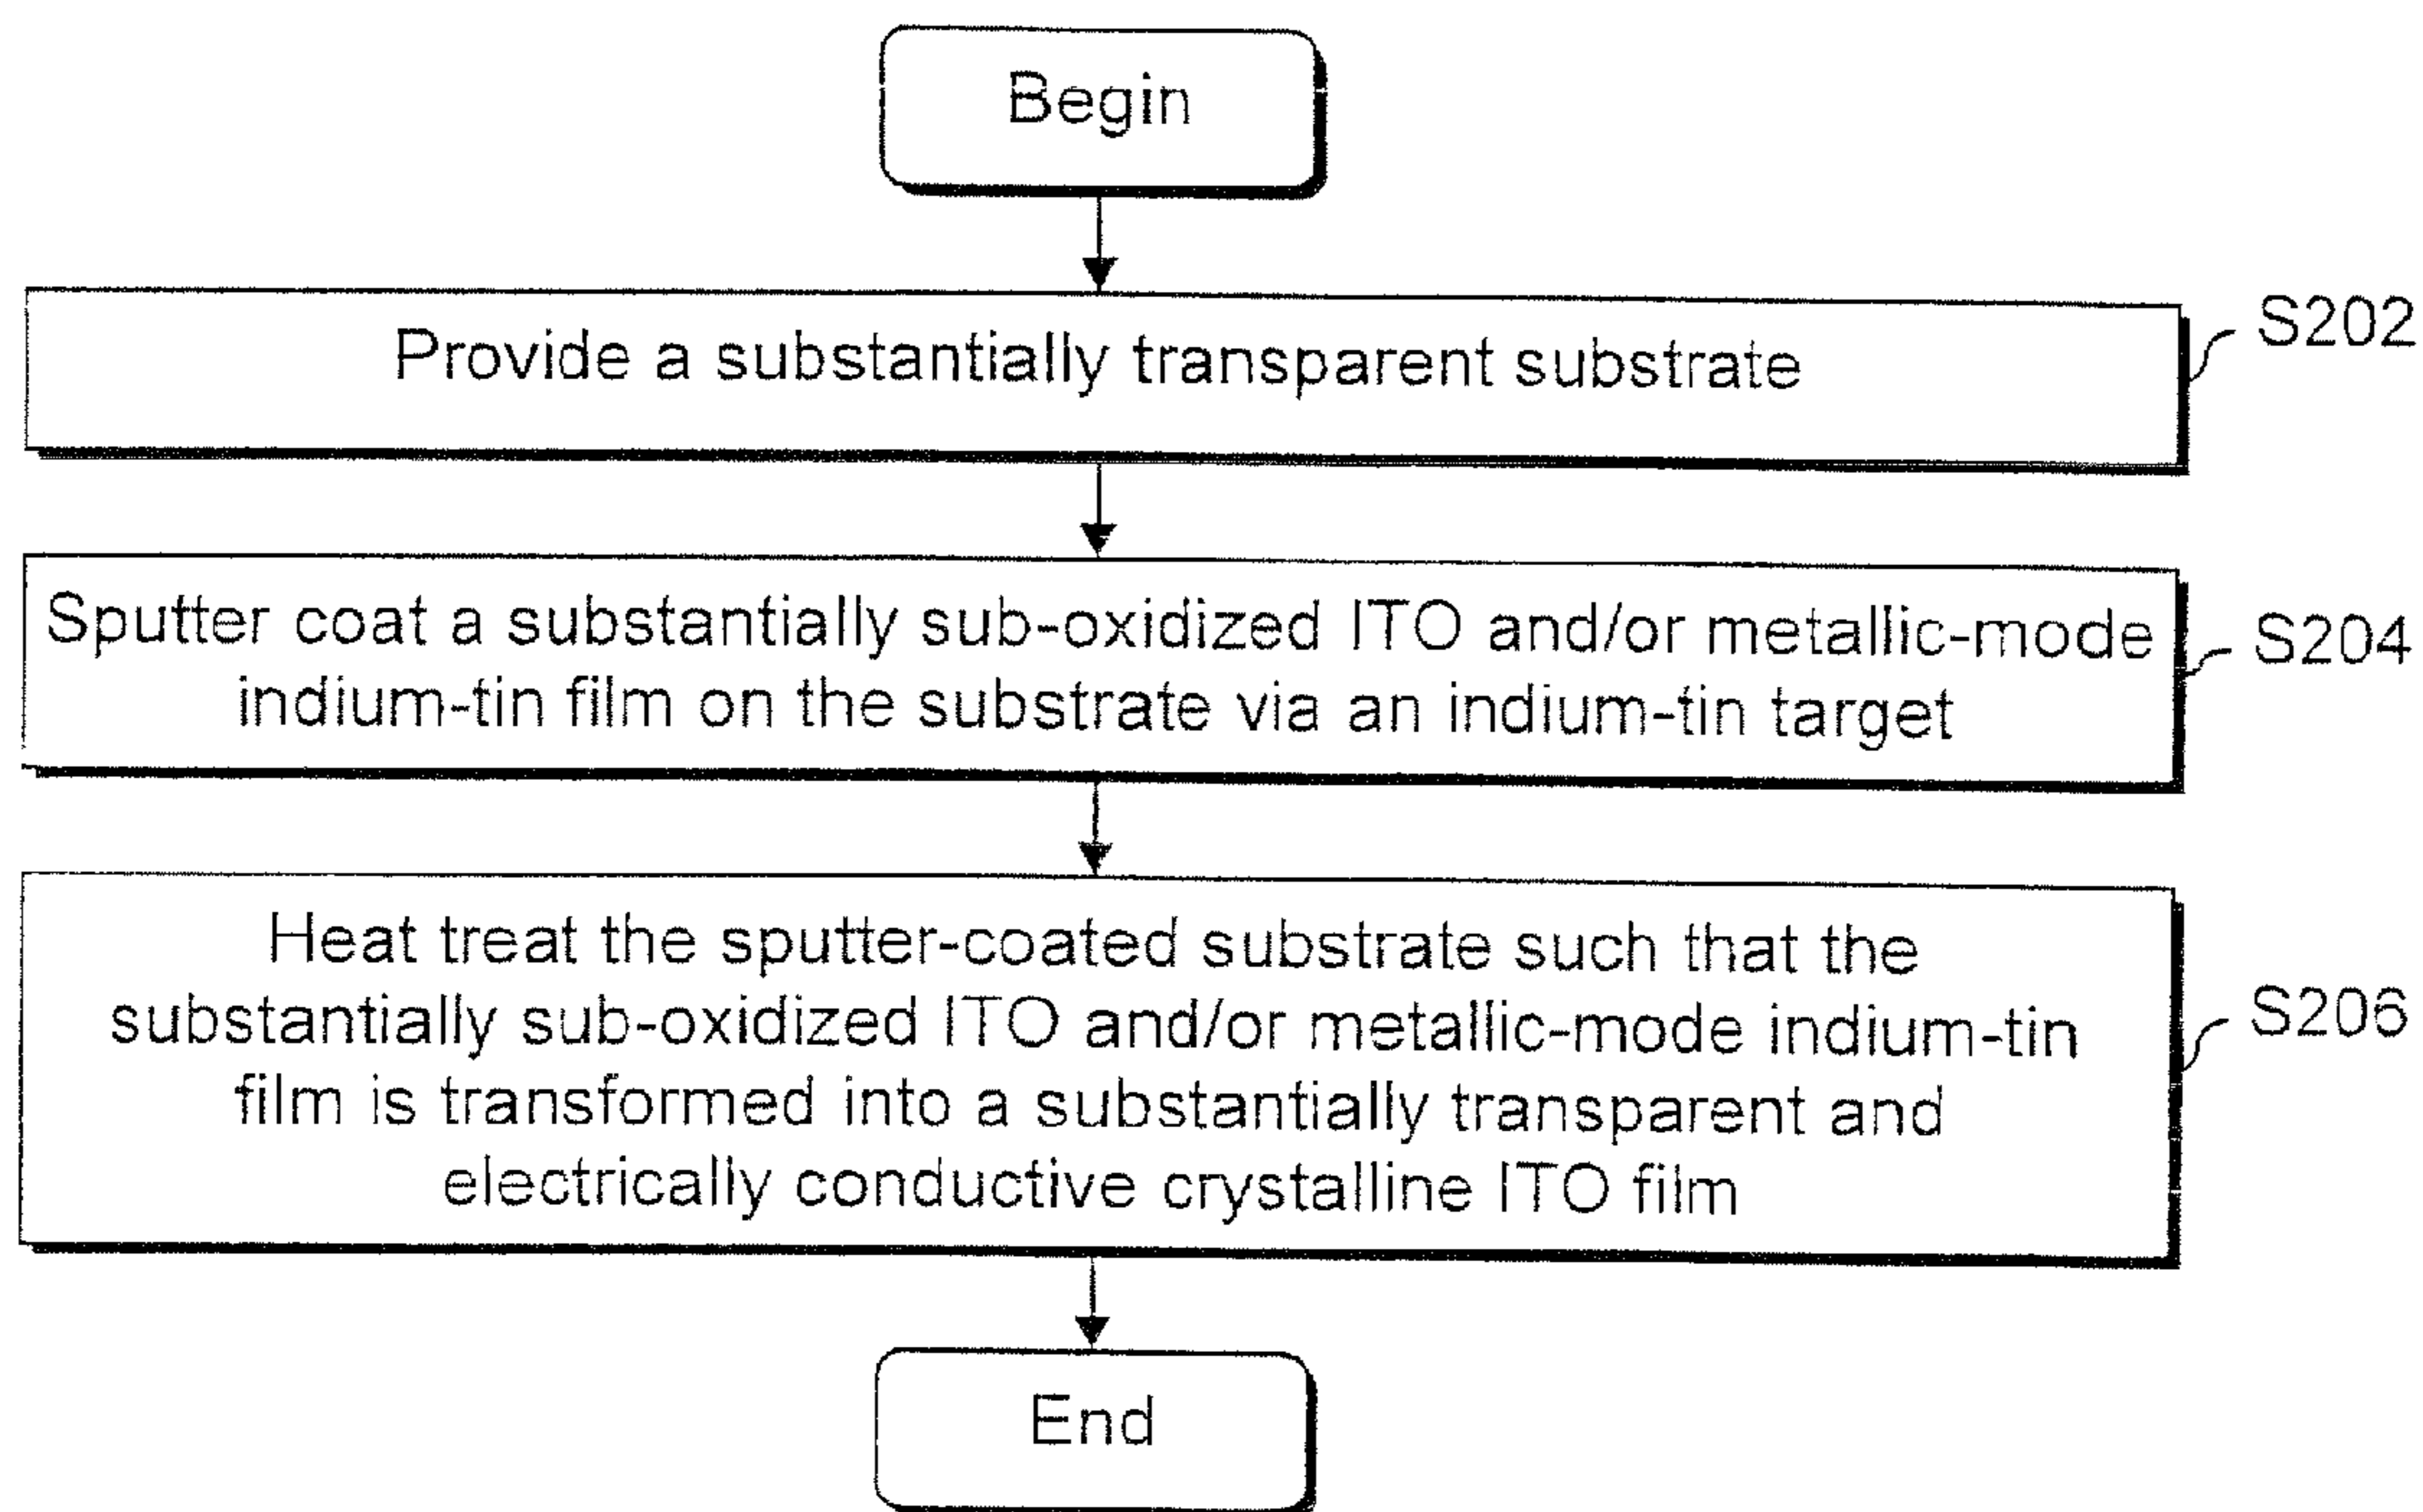 Begin
Provide a substantially transparent substrate
S202
Sputter coat a substantially sub-oxidized ITO and/or metallic-mode
indium-tin film on the substrate via an indium-tin target
S204
Heat treat the sputter-coated substrate such that the
substantially sub-oxidized ITO and/or metallic-mode indium-tin
film is transformed into a substantially transparent and
electrically conductive crystalline ITO film
S206
End